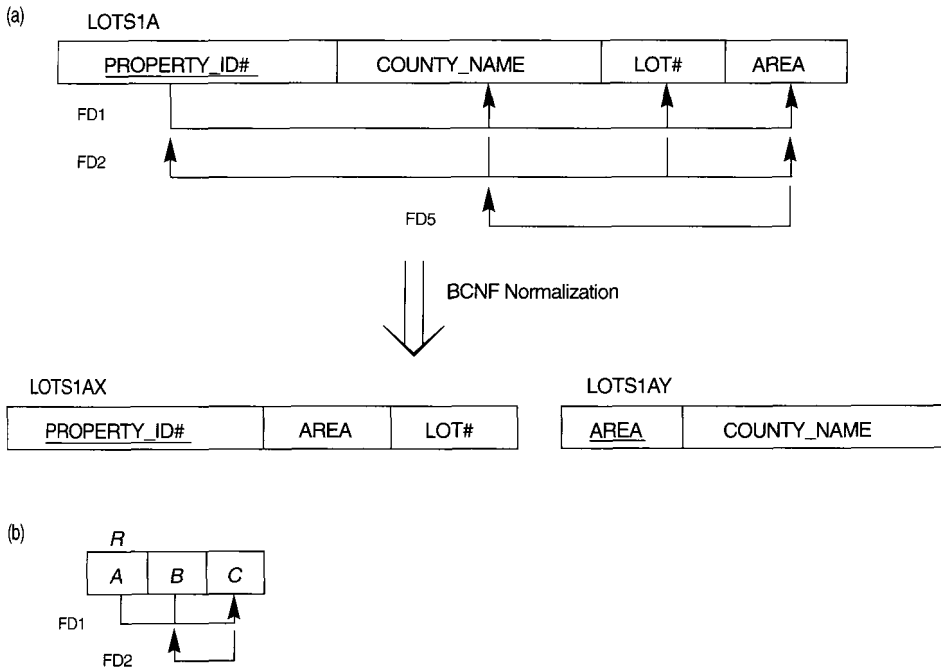 (a)
LOTS1A
PROPERTY_ID# COUNTY_NAME LOT# AREA
FD1
FD2
FD5
BCNF Normalization
LOTS1AX
PROPERTY_ID# AREA LOT#
LOTS1AY
AREA COUNTY_NAME
(b)
R
A B C
FD1
FD2